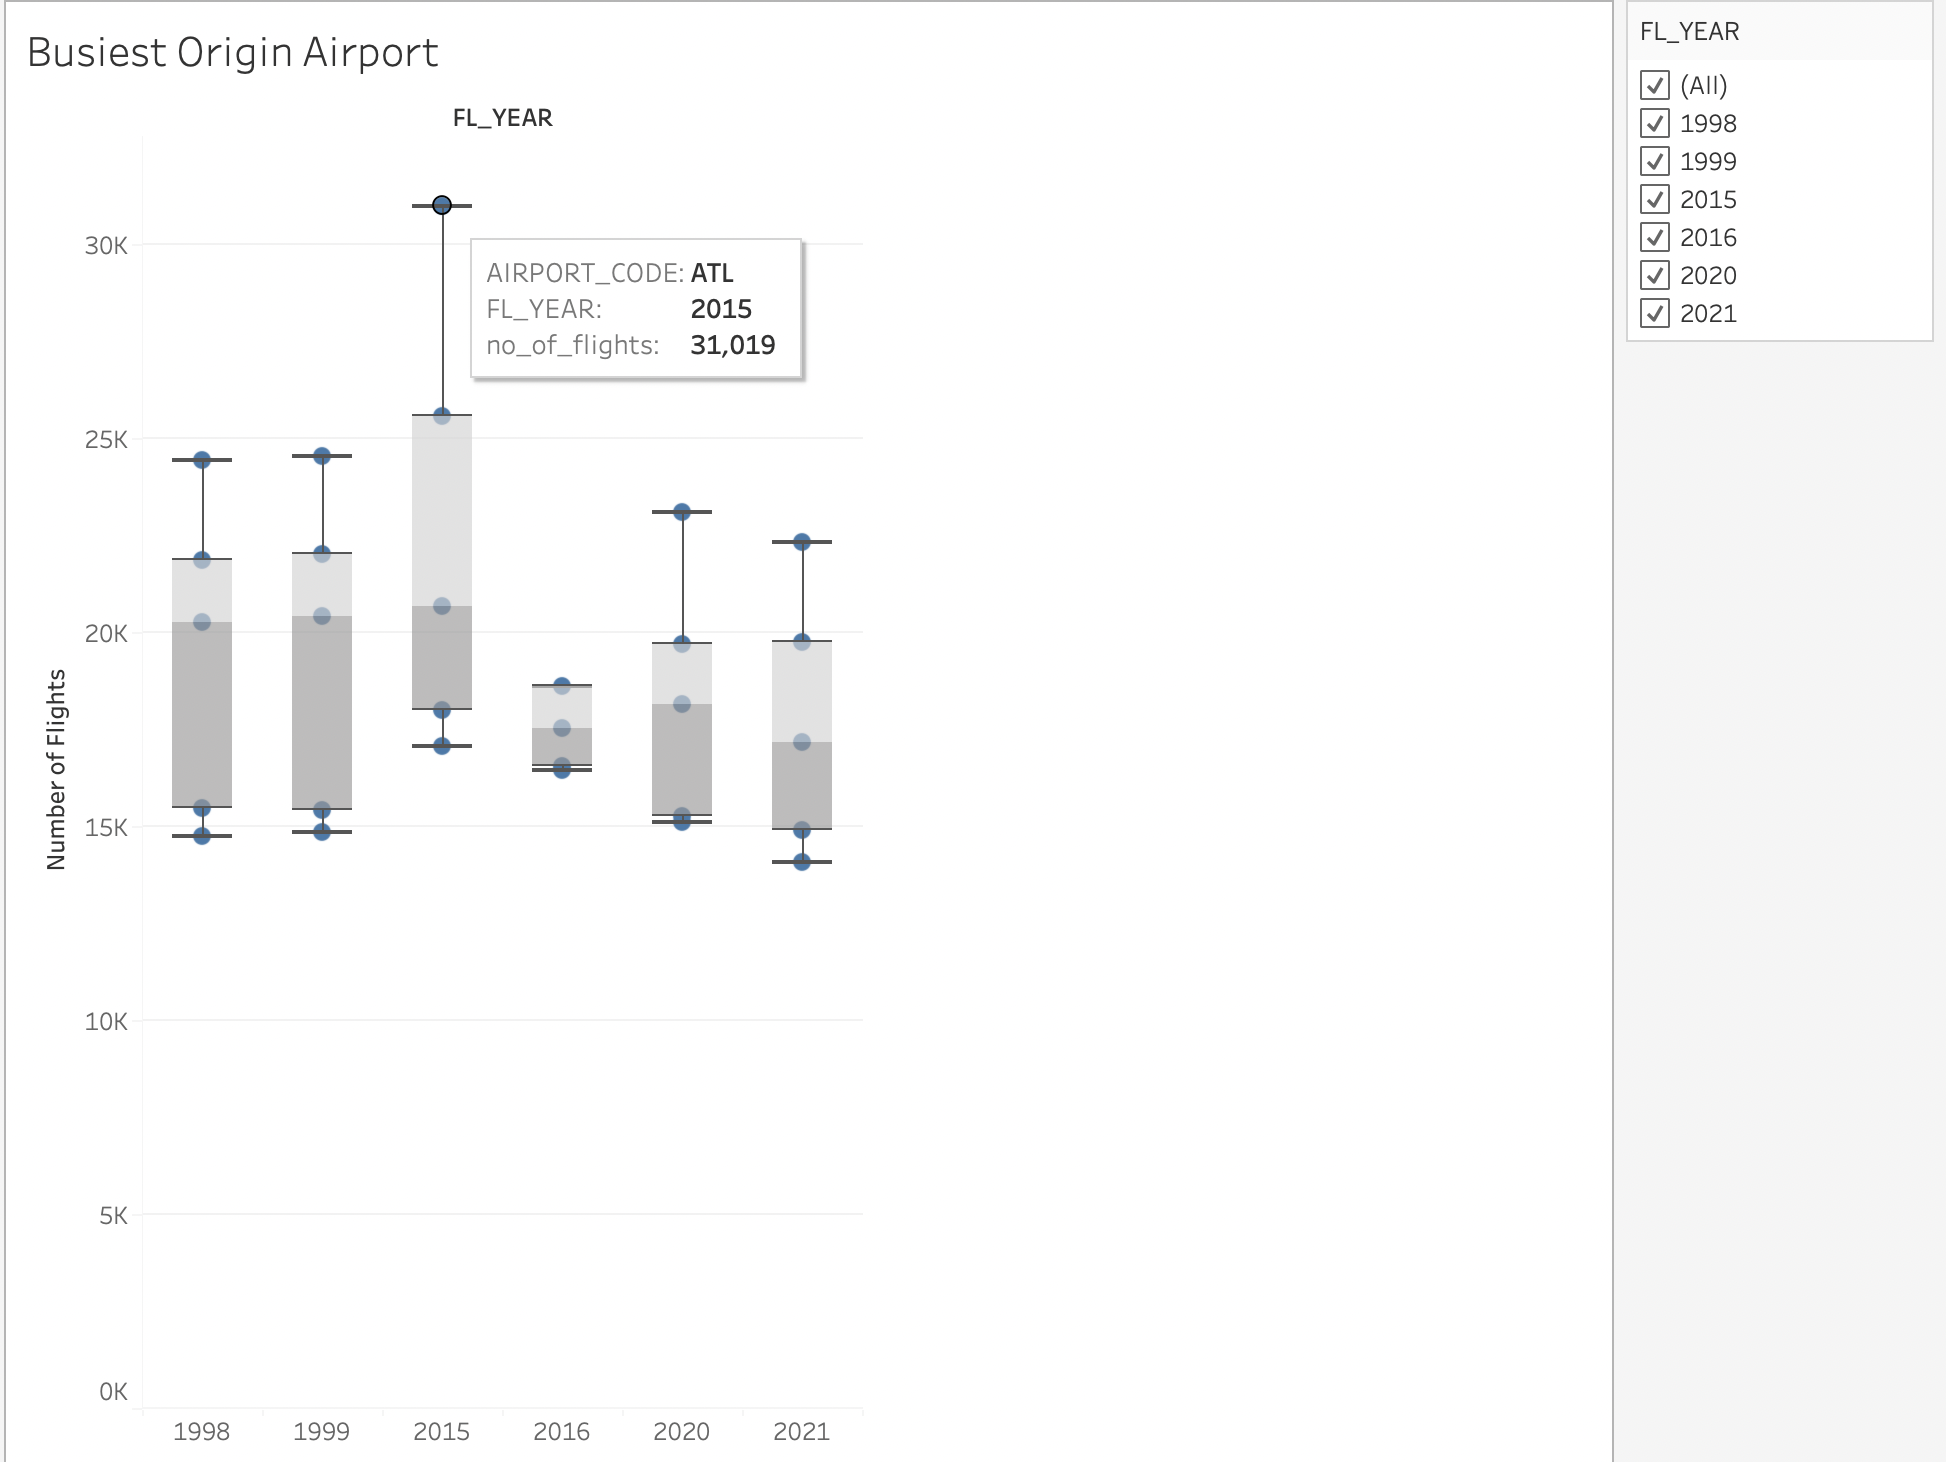 Busiest Origin Airport
FL_YEAR
30K
25K
20K
15K
10K
5K
0K
Number of Flights
AIRPORT_CODE: ATL
FL_YEAR: 2015
no_of_flights: 31,019
1998 1999 2015 2016 2020 2021
FL_YEAR
(All)
1998
1999
2015
2016
2020
2021